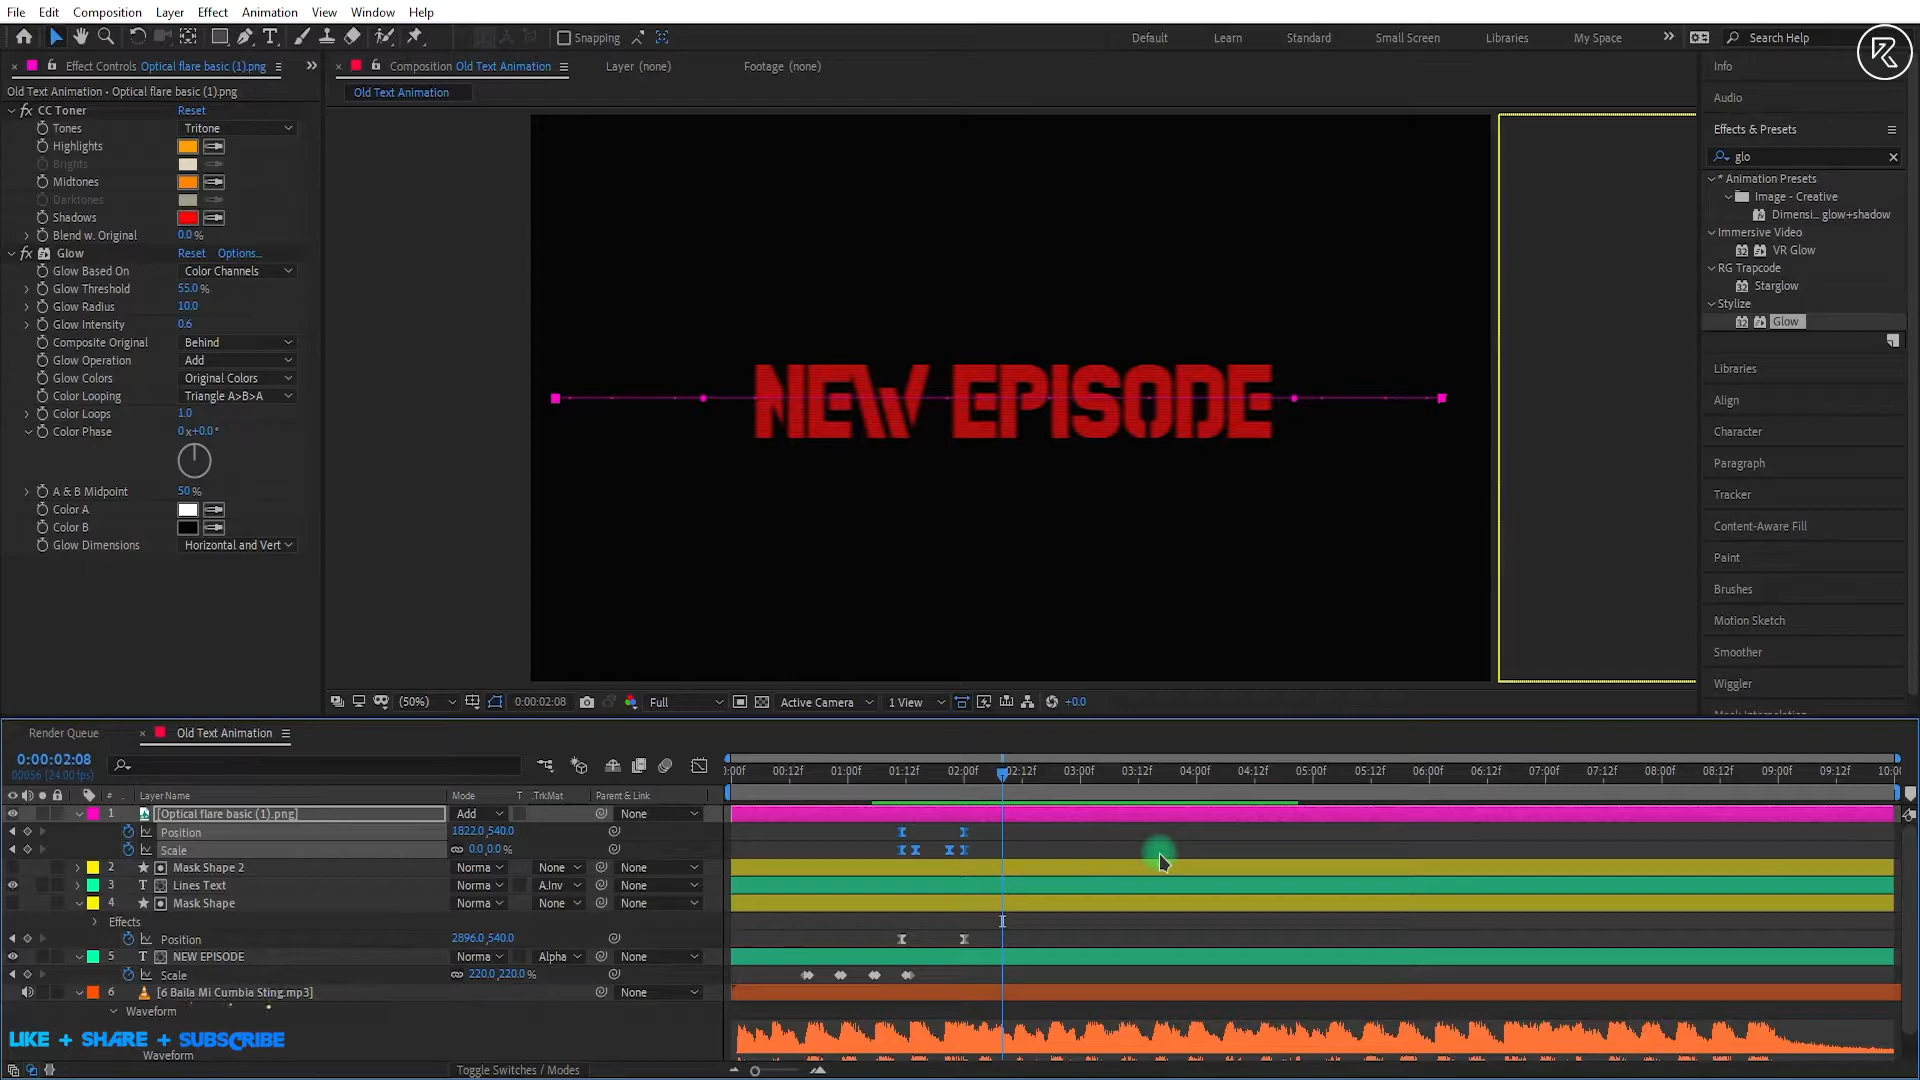 File Edit Composition Layer Effect Animation View Window Help
Snapping Default Learn Standard Small Screen Libraries My Space Search Help
Effect Controls Optical flare basic (1).png
Composition Old Text Animation Layer (none) Footage (none)
Old Text Animation • Optical flare basic (1).png
Old Text Animation
fx CC Toner Reset
Tones Tritone
Highlights
Brights
Midtones
Darktones
Shadows
Blend w. Original 0.0 %
fx Glow Reset Options...
Glow Based On Color Channels
Glow Threshold 55.0 %
Glow Radius 10.0
Glow Intensity 0.6
Composite Original Behind
Glow Operation Add
Glow Colors Original Colors
Color Looping Triangle A>B>A
Color Loops 1.0
Color Phase 0x+0.0°
A & B Midpoint 50 %
Color A
Color B
Glow Dimensions Horizontal and Vert
NEW EPISODE
Info
Audio
Effects & Presets
glo
* Animation Presets
Image - Creative
Dimensi... glow+shadow
Immersive Video
32 VR Glow
RG Trapcode
32 Starglow
Stylize
32 Glow
Libraries
Align
Character
Paragraph
Tracker
Content-Aware Fill
Paint
Brushes
Motion Sketch
Smoother
Wiggler
(50%) 0:00:02:08 Full Active Camera 1 View +0.0
Render Queue Old Text Animation
0:00:02:08
00056 (24.00 fps)
:00f 00:12f 01:00f 01:12f 02:00f 02:12f 03:00f 03:12f 04:00f 04:12f 05:00f 05:12f 06:00f 06:12f 07:00f 07:12f 08:00f 08:12f 09:00f 09:12f 10:0
# Layer Name Mode T .TrkMat Parent & Link
1 [Optical flare basic (1).png] Add None
Position 1822.0,540.0
Scale 0.0,0.0 %
2 Mask Shape 2 Norma None None
3 T Lines Text Norma A.Inv None
4 Mask Shape Norma None None
Effects
Position 2896.0,540.0
5 T NEW EPISODE Norma Alpha None
Scale 220.0,220.0 %
6 [6 Baila Mi Cumbia Sting.mp3] None
Waveform
LIKE + SHARE + SUBSCRIBE
Waveform
Toggle Switches / Modes